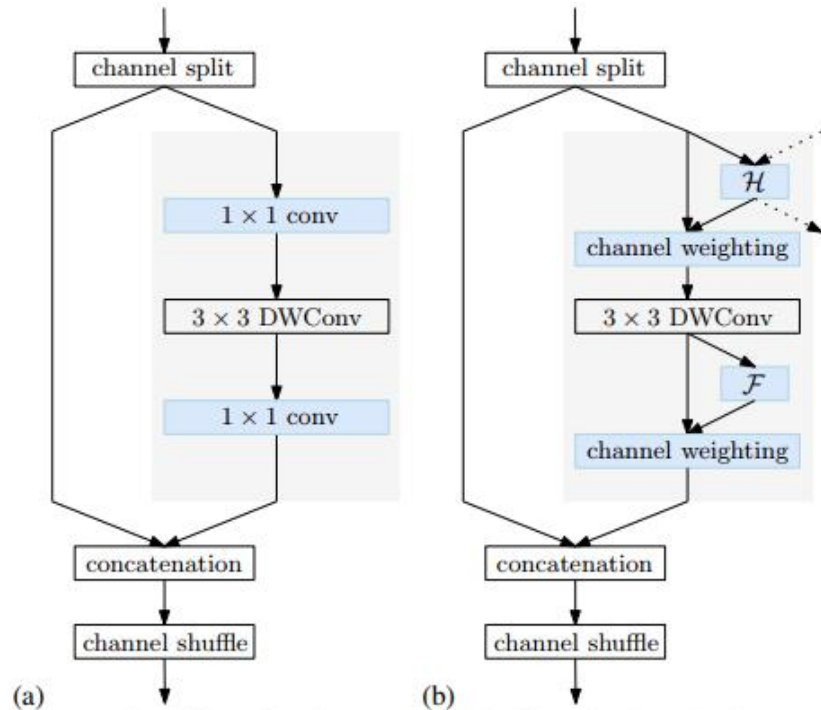 channel split
1 × 1 conv
3 × 3 DWConv
1 × 1 conv
concatenation
channel shuffle
(a)
channel split
ℋ
channel weighting
3 × 3 DWConv
ℱ
channel weighting
concatenation
channel shuffle
(b)